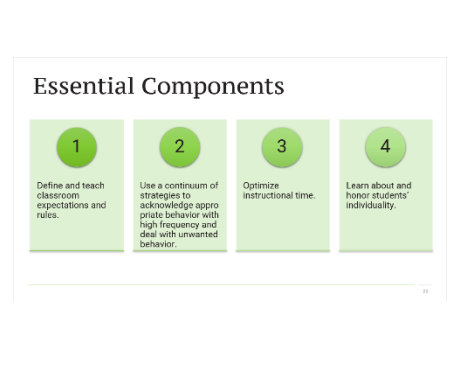 Essential Components
1
Define and teach
classroom
expectations and
rules.
2
Use a continuum of
strategies to
acknowledge appro
priate behavior with
high frequency and
deal with unwanted
behavior.
3
Optimize
instructional time.
4
Learn about and
honor students'
individuality.